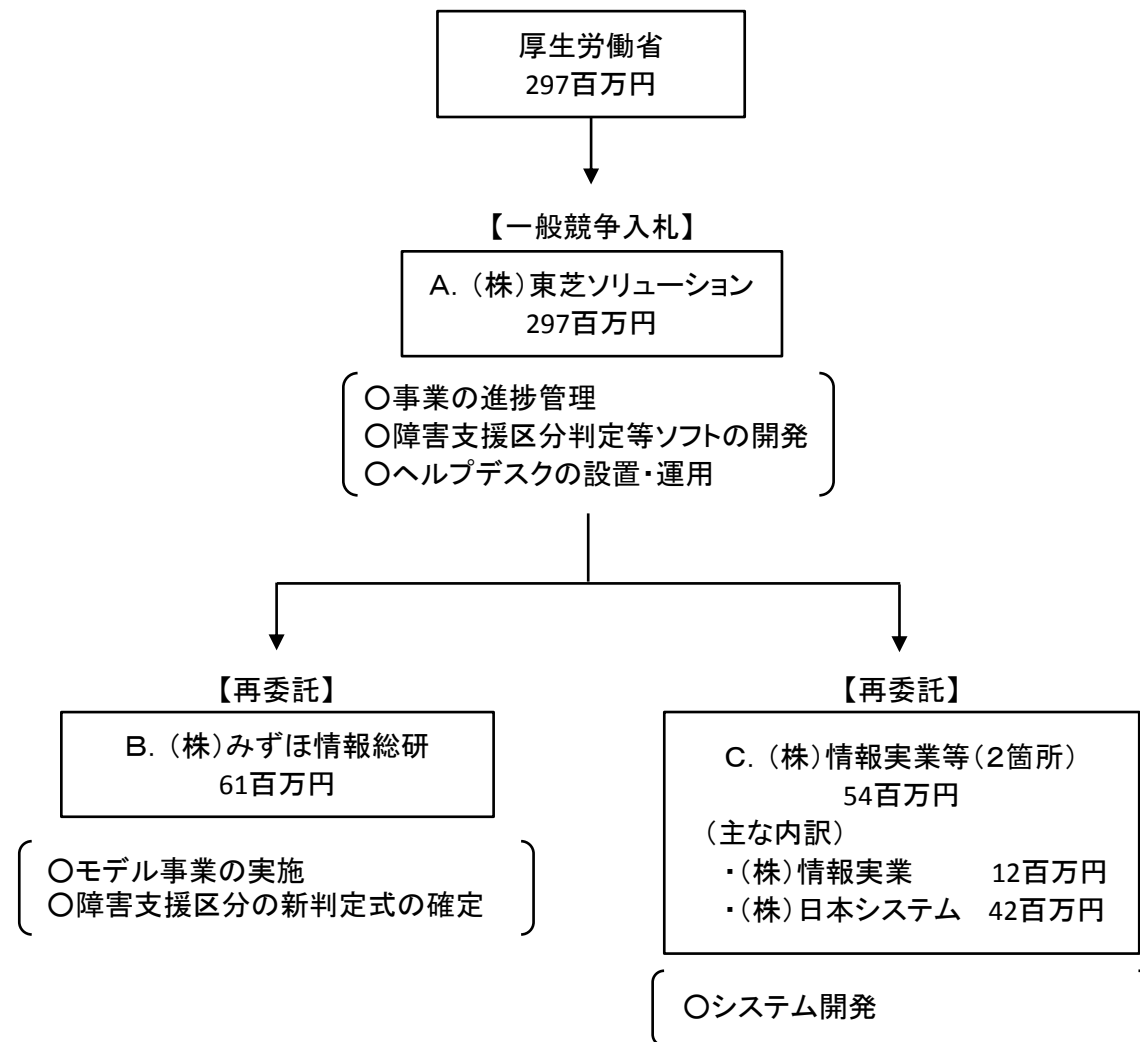 厚生労働省
297百万円
【一般競争入札】
A．（株）東芝ソリューション
297百万円
○事業の進捗管理
○障害支援区分判定等ソフトの開発
○ヘルプデスクの設置・運用
【再委託】
B．（株）みずほ情報総研
61百万円
○モデル事業の実施
○障害支援区分の新判定式の確定
【再委託】
C．（株）情報実業等（２箇所）
54百万円
（主な内訳）
・（株）情報実業　　　12百万円
・（株）日本システム　42百万円
○システム開発